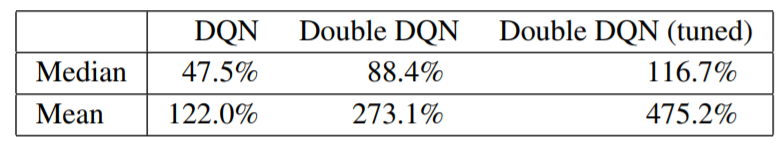 DQN Double DQN Double DQN (tuned)
Median 47.5% 88.4% 116.7%
Mean 122.0% 273.1% 475.2%